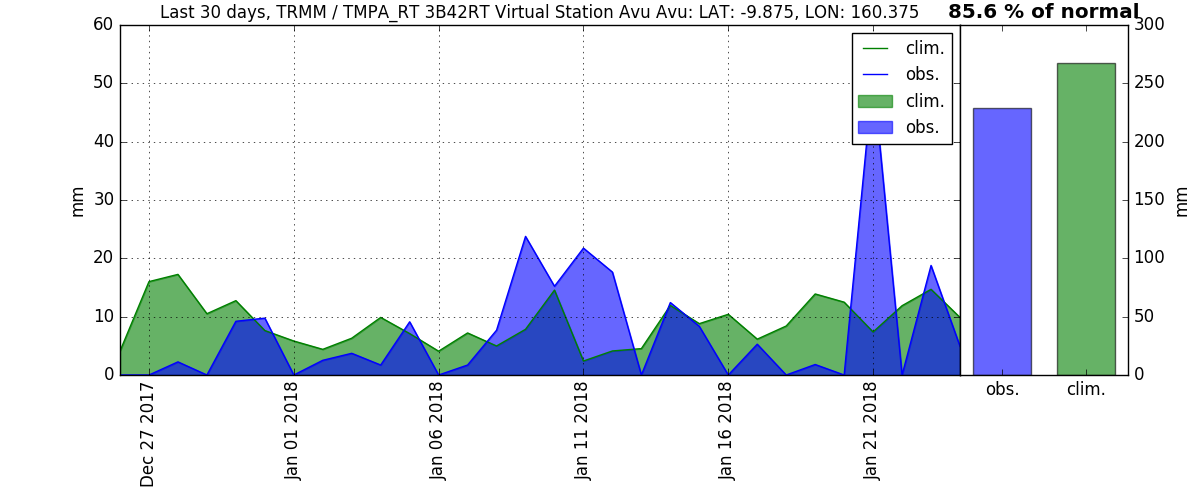 Last 30 days, TRMM / TMPA_RT 3B42RT Virtual Station Avu Avu: LAT: -9.875, LON: 160.375
85.6 % of normal
60
50
40
30
20
10
0
mm
clim.
obs.
clim.
obs.
Dec 27 2017
Jan 01 2018
Jan 06 2018
Jan 11 2018
Jan 16 2018
Jan 21 2018
300
250
200
150
100
50
0
mm
obs.
clim.